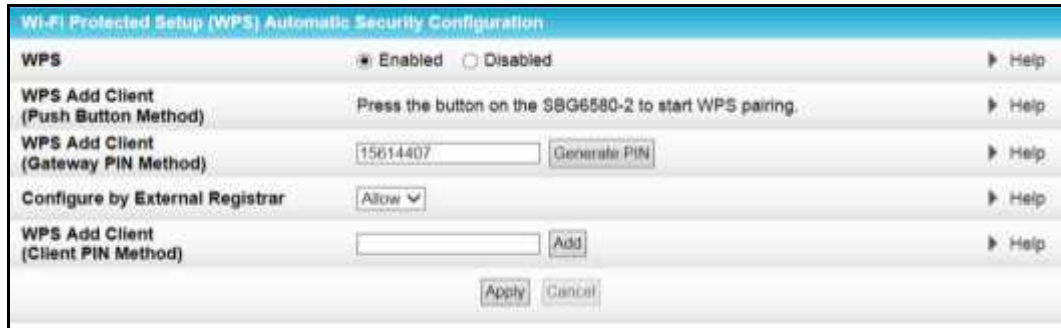 Wi-Fi Protected Setup (WPS) Automatic Security Configuration
WPS Enabled Disabled Help
WPS Add Client
(Push Button Method) Press the button on the SBG6580-2 to start WPS pairing. Help
WPS Add Client
(Gateway PIN Method) 15614407 Generate PIN Help
Configure by External Registrar Allow Help
WPS Add Client
(Client PIN Method) Add Help
Apply Cancel